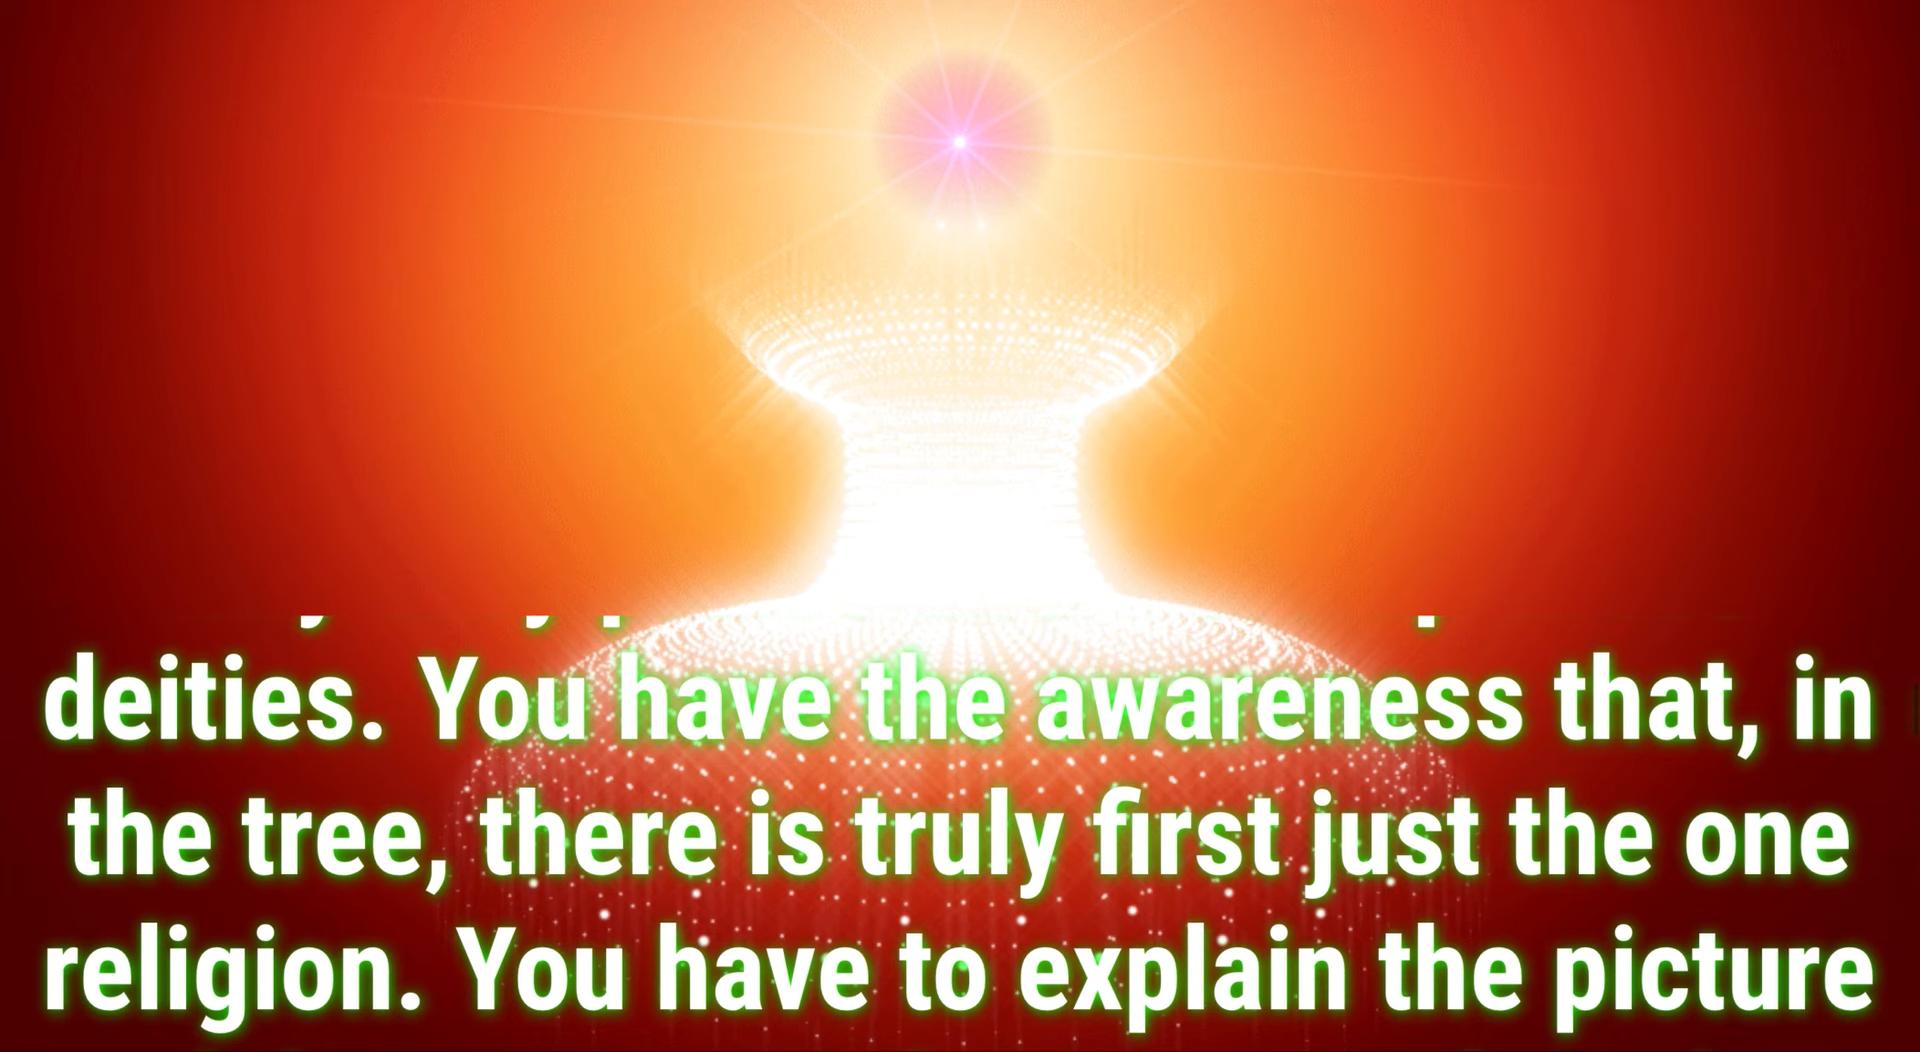 deities. You have the awareness that, in
the tree, there is truly first just the one
religion. You have to explain the picture